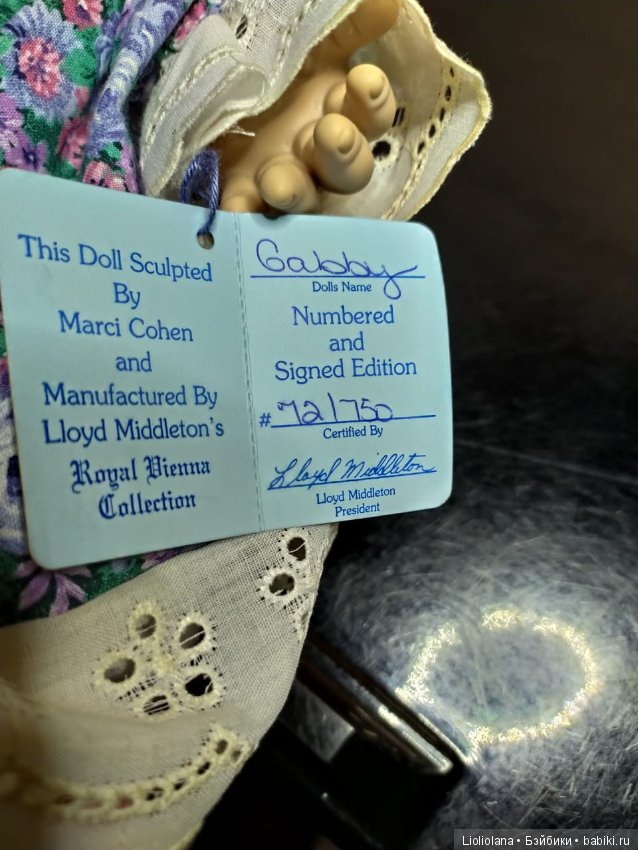 This Doll Sculpted
By
Marci Cohen
and
Manufactured By
Lloyd Middleton's
Royal Vienna
Collection
Gabby
Dolls Name
Numbered
and
Signed Edition
#72/750
Certified By
Lloyd Middleton
Lloyd Middleton
President
Lioliolana • Бэйбики • babiki.ru